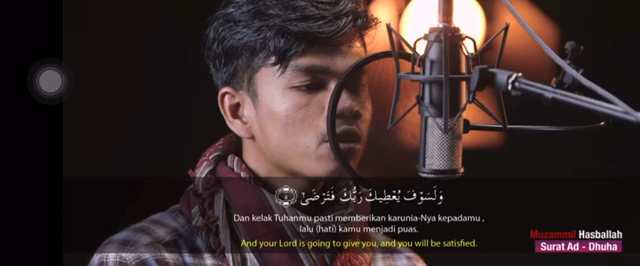 وَلَسَوْفَ يُعْطِيكَ رَبُّكَ فَتَرْضَىٰٓ
Dan kelak Tuhanmu pasti memberikan karunia-Nya kepadamu ,
lalu (hati) kamu menjadi puas.
And your Lord is going to give you, and you will be satisfied.
Muzammil Hasballah
Surat Ad - Dhuha